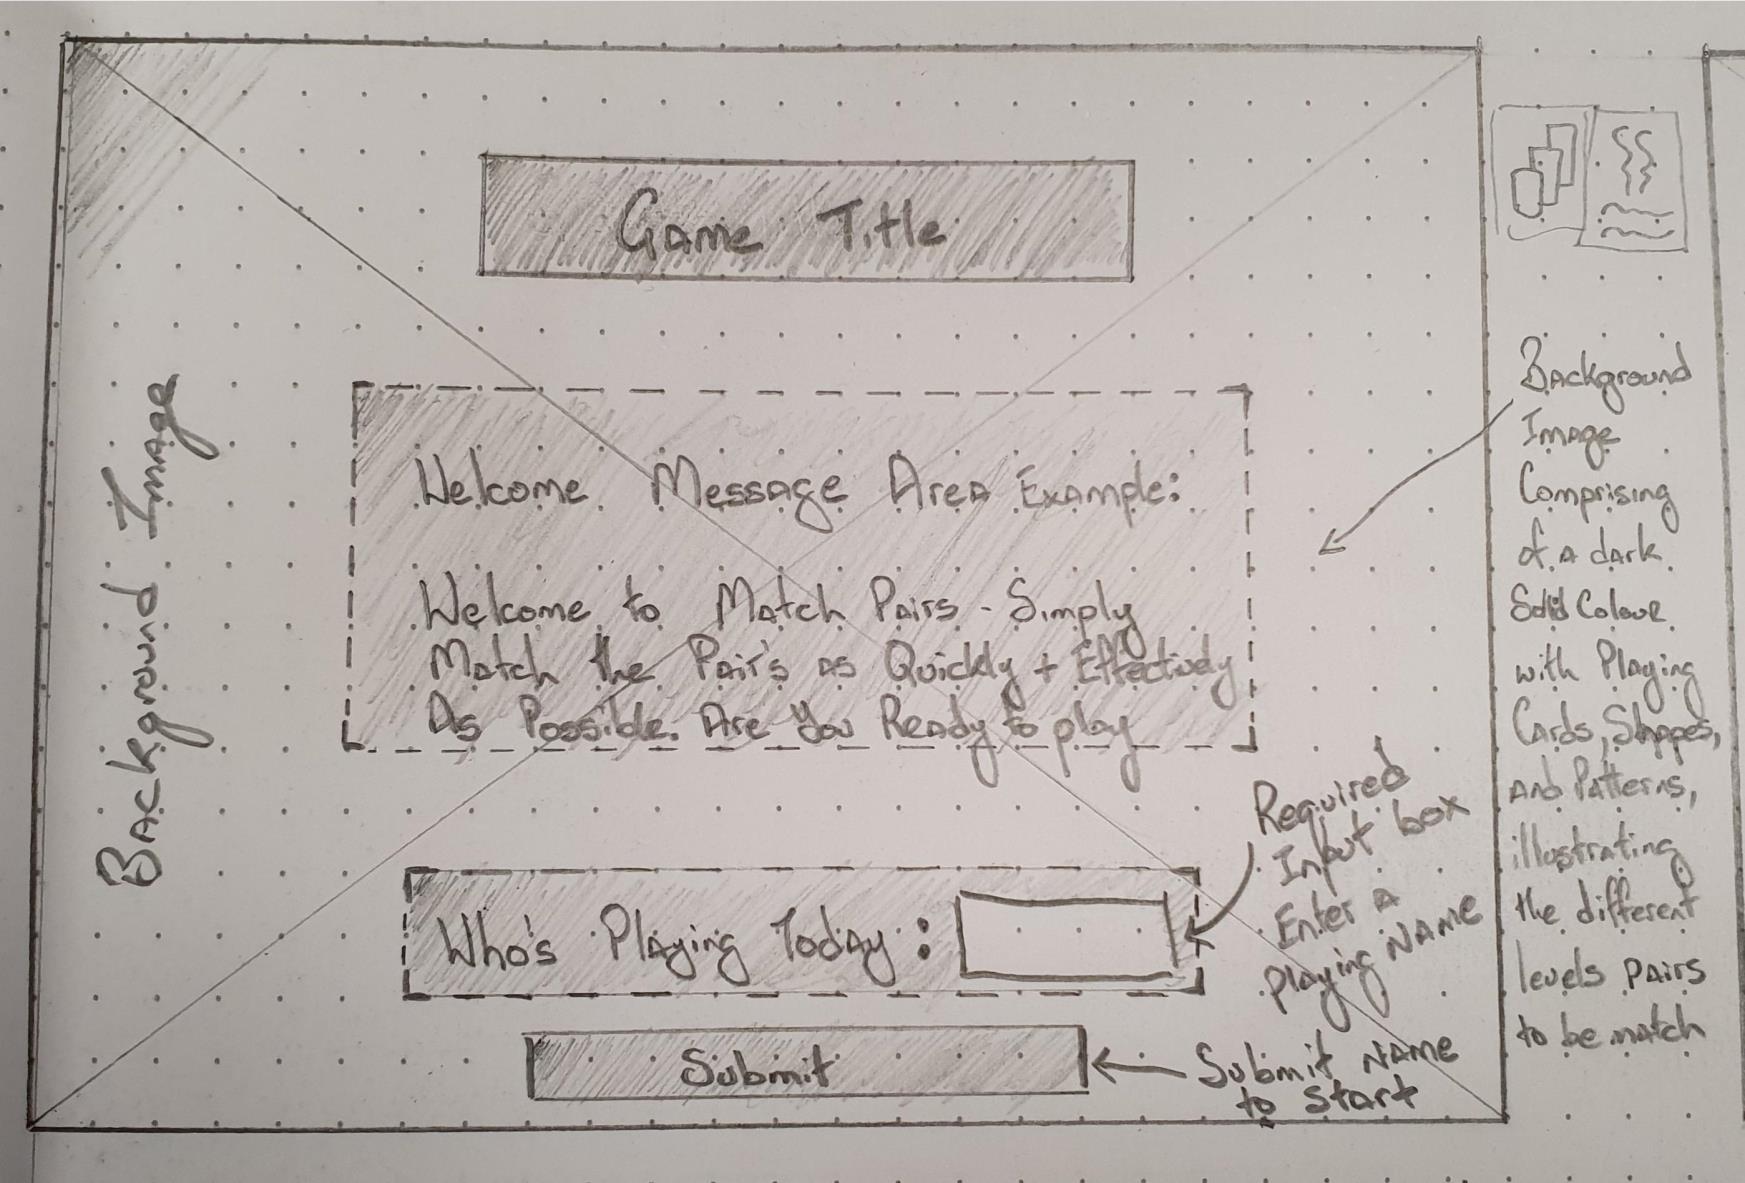 Game Title
Background Image
Welcome Message Area Example:
Welcome to Match Pairs - Simply
Match the Pair's as Quickly + Effectively
As Possible. Are You Ready to play
Who's Playing Today :
Submit
Required
Input box
Enter a
playing Name
Submit Name
to start
Background
Image
Comprising
of a dark
Solid Colour
with Playing
Cards, Shapes,
and Patterns,
illustrating
the different
levels pairs
to be match